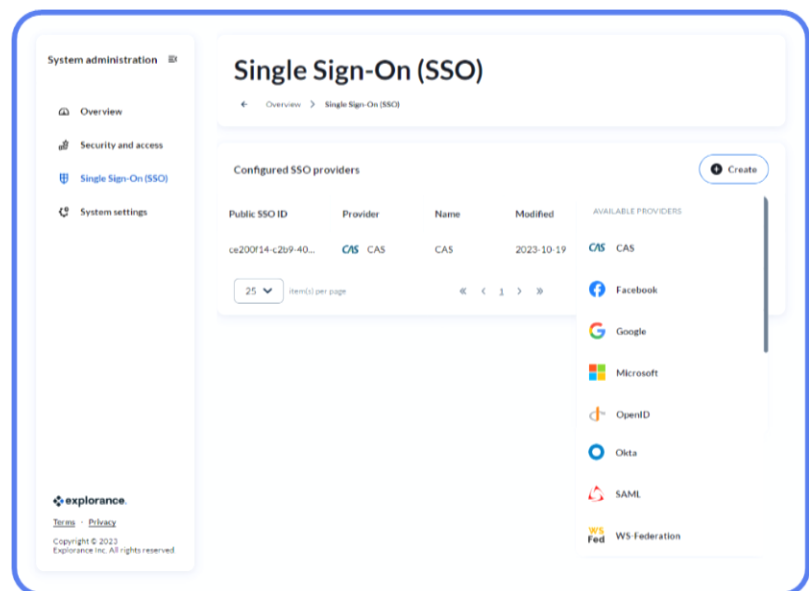 System administration
Single Sign-On (SSO)
Overview > Single Sign-On (SSO)
Overview
Security and access
Single Sign-On (SSO)
System settings
Configured SSO providers
Create
Public SSO ID Provider Name Modified
ce200f14-c2b9-40... CAS CAS CAS 2023-10-19
25 item(s) per page « ‹ 1 › »
AVAILABLE PROVIDERS
CAS CAS
Facebook
Google
Microsoft
OpenID
Okta
SAML
WS Fed WS-Federation
explorance.
Terms · Privacy
Copyright © 2023
Explorance Inc. All rights reserved